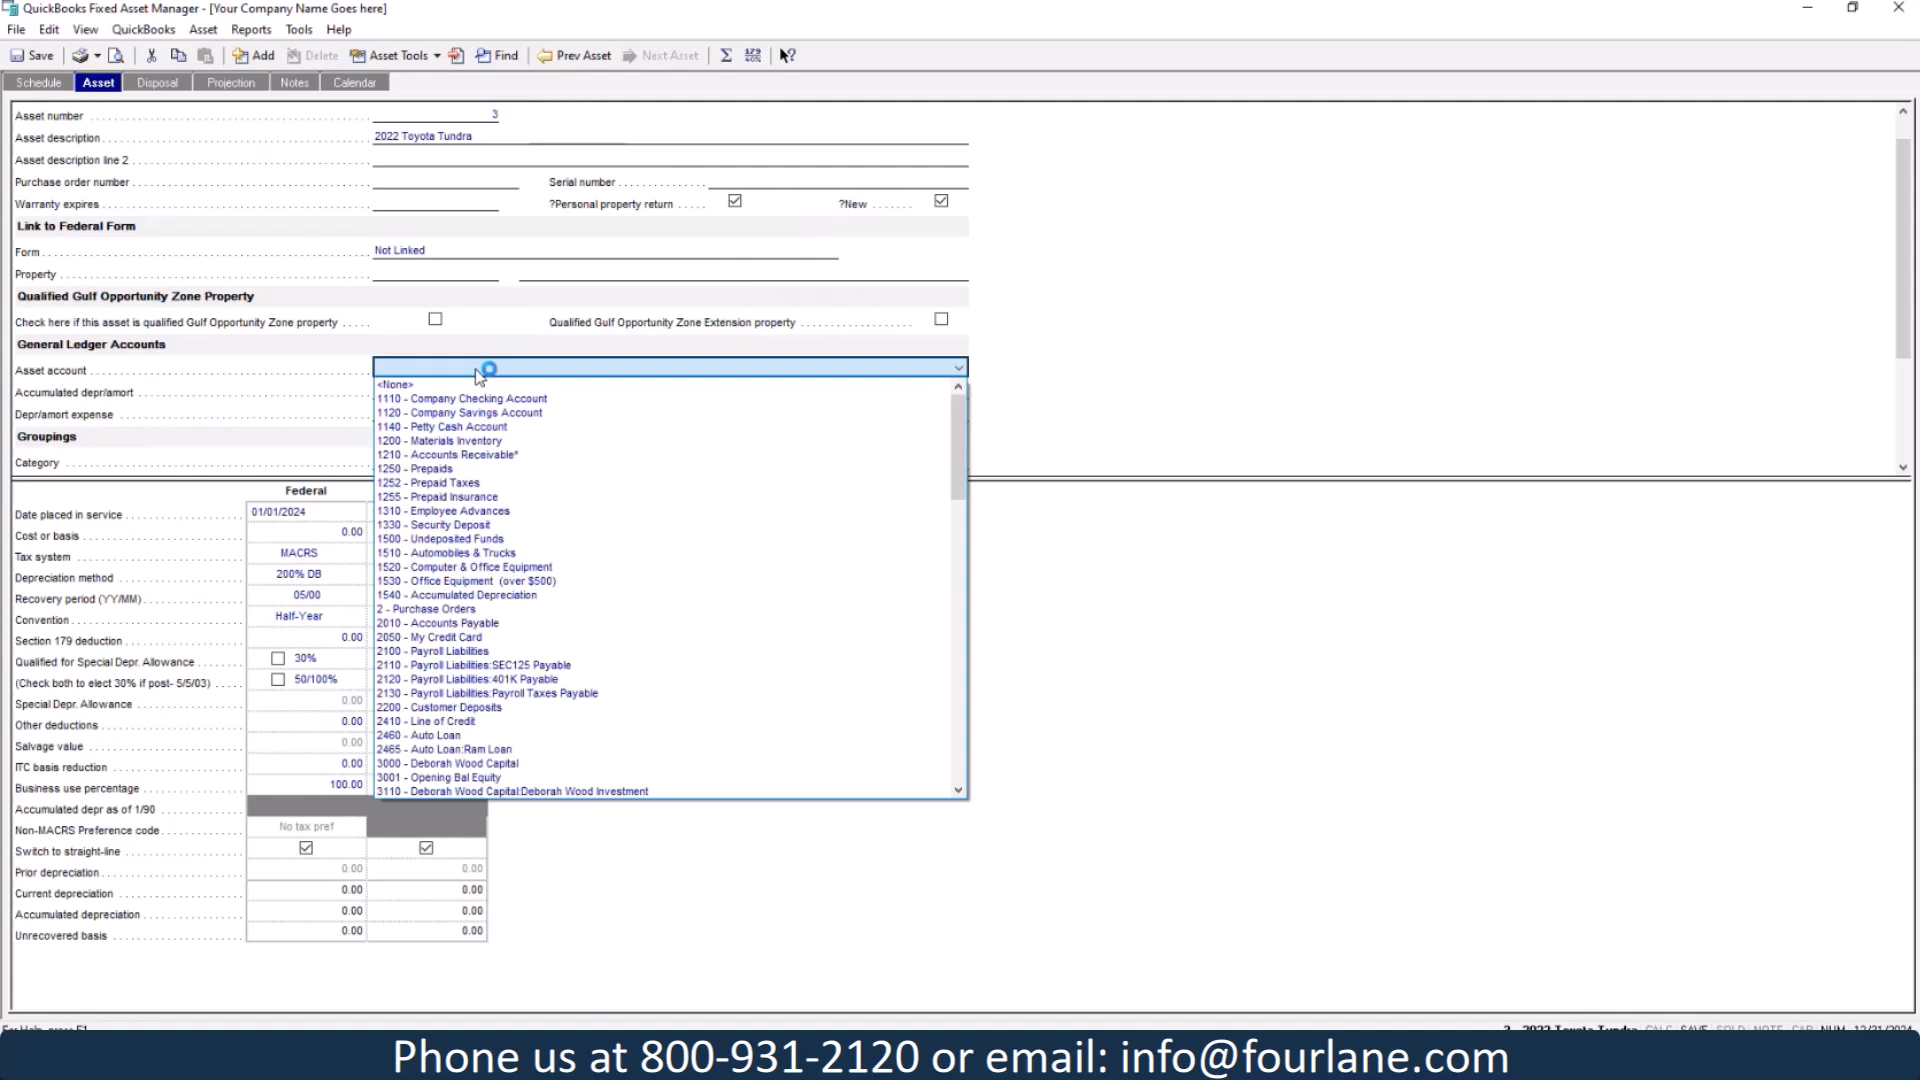 QuickBooks Fixed Asset Manager - [Your Company Name Goes here]
File Edit View QuickBooks Asset Reports Tools Help
Save Add Delete Asset Tools Find Prev Asset Next Asset
Schedule Asset Disposal Projection Notes Calendar
Asset number 3
Asset description 2022 Toyota Tundra
Asset description line 2
Purchase order number Serial number
Warranty expires ?Personal property return ?New
Link to Federal Form
Form Not Linked
Property
Qualified Gulf Opportunity Zone Property
Check here if this asset is qualified Gulf Opportunity Zone property Qualified Gulf Opportunity Zone Extension property
General Ledger Accounts
Asset account
Accumulated depr/amort
Depr/amort expense
Groupings
Category
<None>
1110 - Company Checking Account
1120 - Company Savings Account
1140 - Petty Cash Account
1200 - Materials Inventory
1210 - Accounts Receivable*
1250 - Prepaids
1252 - Prepaid Taxes
1255 - Prepaid Insurance
1310 - Employee Advances
1330 - Security Deposit
1500 - Undeposited Funds
1510 - Automobiles & Trucks
1520 - Computer & Office Equipment
1530 - Office Equipment (over $500)
1540 - Accumulated Depreciation
2 - Purchase Orders
2010 - Accounts Payable
2050 - My Credit Card
2100 - Payroll Liabilities
2110 - Payroll Liabilities:SEC125 Payable
2120 - Payroll Liabilities:401K Payable
2130 - Payroll Liabilities:Payroll Taxes Payable
2200 - Customer Deposits
2410 - Line of Credit
2460 - Auto Loan
2465 - Auto Loan:Ram Loan
3000 - Deborah Wood Capital
3001 - Opening Bal Equity
3110 - Deborah Wood Capital:Deborah Wood Investment
Federal
Date placed in service 01/01/2024
Cost or basis 0.00
Tax system MACRS
Depreciation method 200% DB
Recovery period (YY/MM) 05/00
Convention Half-Year
Section 179 deduction 0.00
Qualified for Special Depr. Allowance 30%
(Check both to elect 30% if post- 5/5/03) 50/100%
Special Depr. Allowance 0.00
Other deductions 0.00
Salvage value 0.00
ITC basis reduction 0.00
Business use percentage 100.00
Accumulated depr as of 1/90
Non-MACRS Preference code No tax pref
Switch to straight-line
Prior depreciation 0.00 0.00
Current depreciation 0.00 0.00
Accumulated depreciation 0.00 0.00
Unrecovered basis 0.00 0.00
Phone us at 800-931-2120 or email: info@fourlane.com